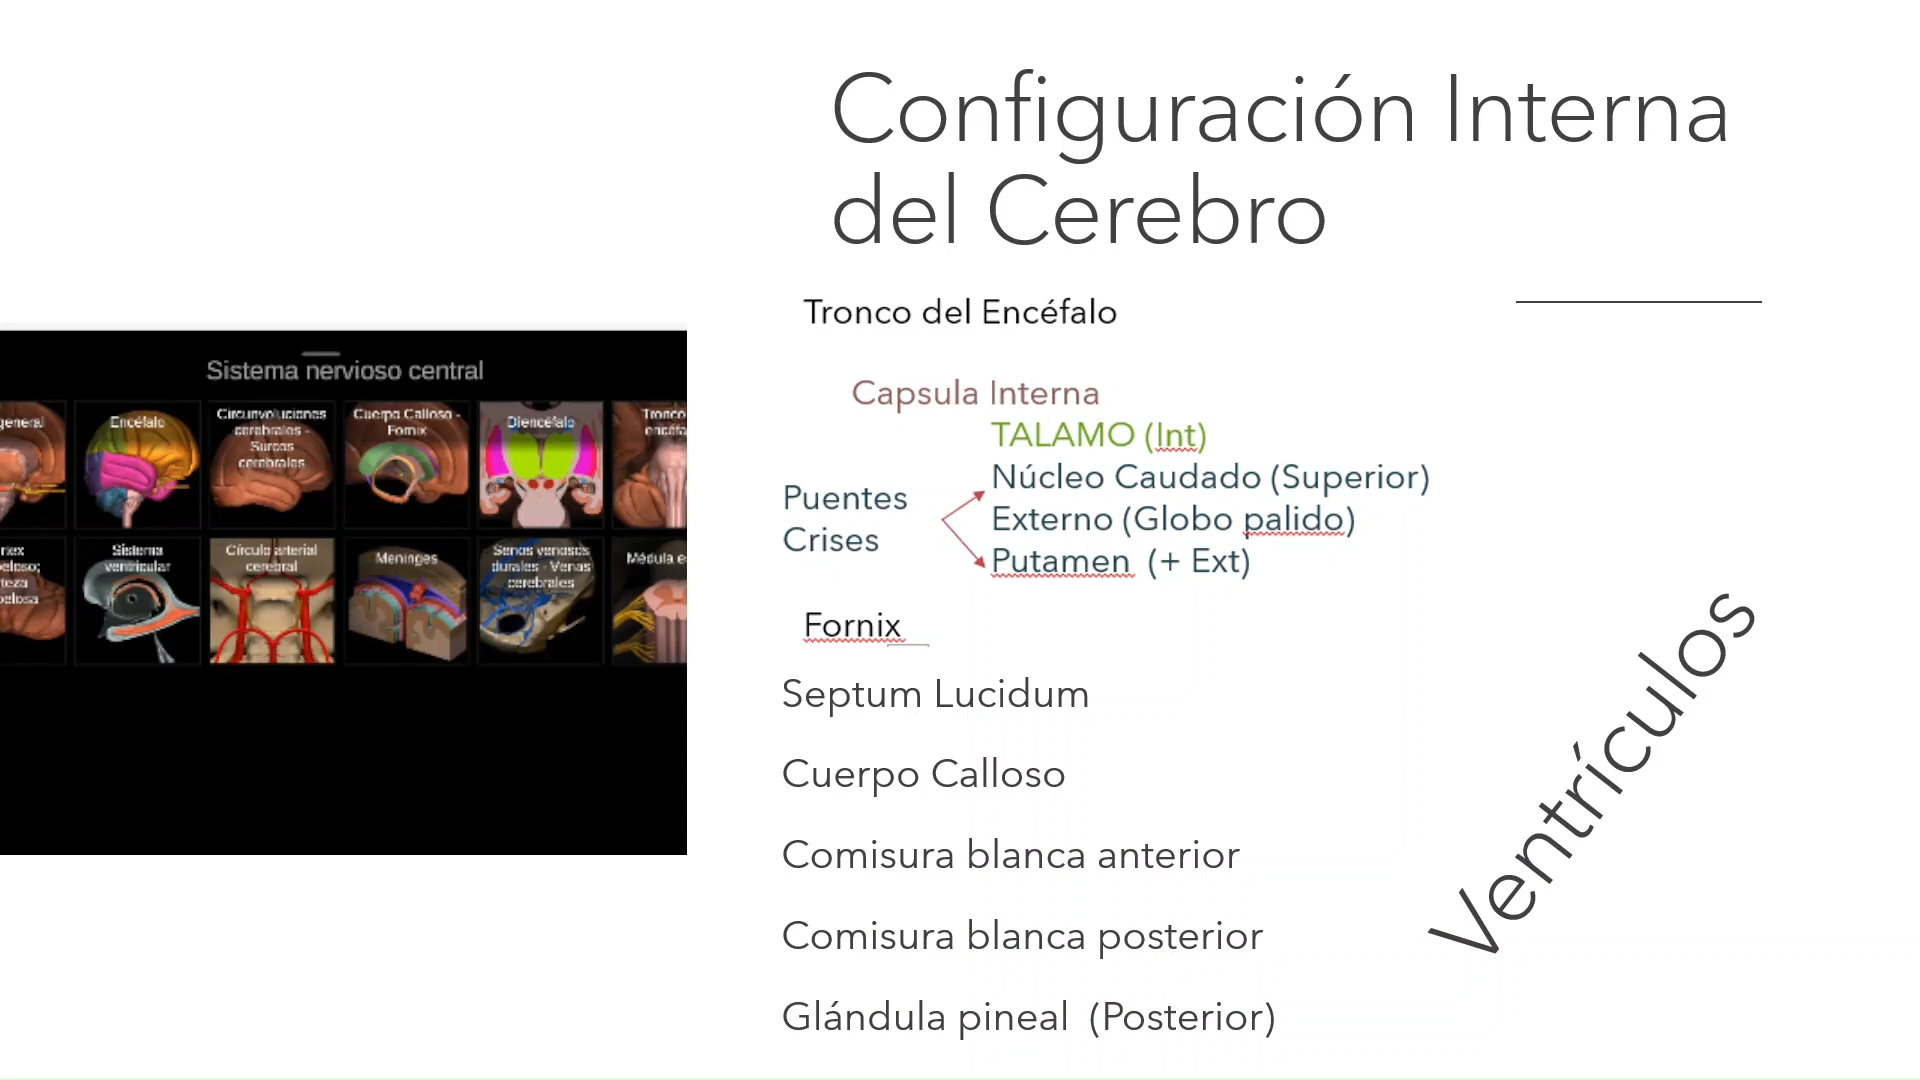 Configuración Interna
del Cerebro
Tronco del Encéfalo
Capsula Interna
TALAMO (Int)
Núcleo Caudado (Superior)
Puentes
Crises
Externo (Globo palido)
Putamen (+ Ext)
Fornix
Septum Lucidum
Cuerpo Calloso
Comisura blanca anterior
Comisura blanca posterior
Glándula pineal (Posterior)
Ventrículos
Sistema nervioso central
general
Encéfalo
Circunvoluciones
cerebrales -
Surcos
cerebrales
Cuerpo Calloso -
Fornix
Diencéfalo
Tronco
Sistema
ventricular
Círculo arterial
cerebral
Meninges
Senos venosos
durales - Venas
cerebrales
Médula